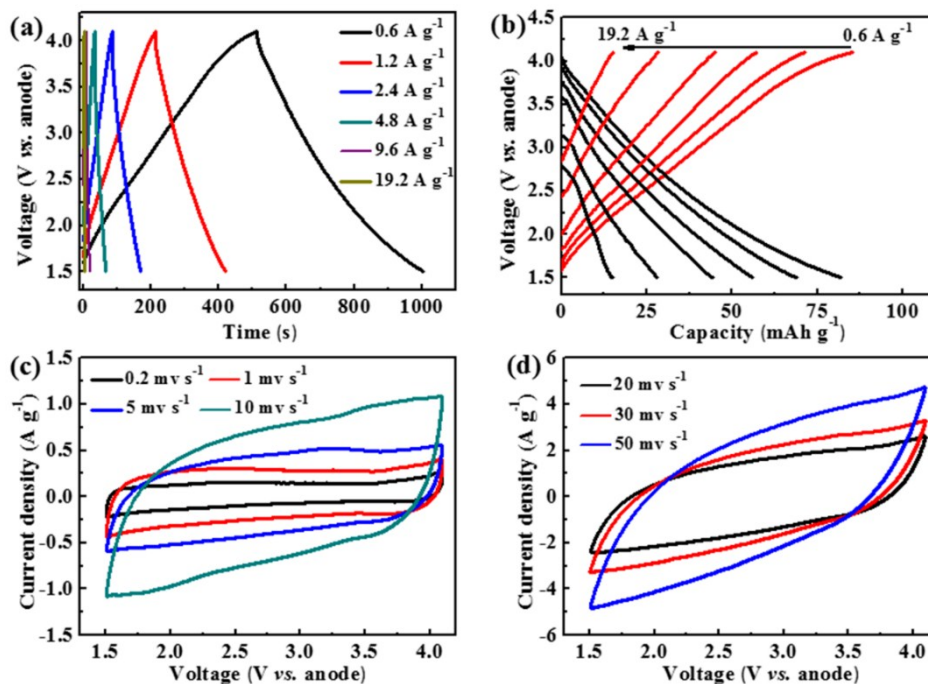 (a)
0.6 A g⁻¹
1.2 A g⁻¹
2.4 A g⁻¹
4.8 A g⁻¹
9.6 A g⁻¹
19.2 A g⁻¹
4.0
3.5
3.0
2.5
2.0
1.5
Voltage (V vs. anode)
0 200 400 600 800 1000
Time (s)
(b)
19.2 A g⁻¹ 0.6 A g⁻¹
4.5
4.0
3.5
3.0
2.5
2.0
1.5
Voltage (V vs. anode)
0 25 50 75 100
Capacity (mAh g⁻¹)
(c)
0.2 mv s⁻¹ 1 mv s⁻¹
5 mv s⁻¹ 10 mv s⁻¹
1.5
1.0
0.5
0.0
-0.5
-1.0
-1.5
Current density (A g⁻¹)
1.5 2.0 2.5 3.0 3.5 4.0
Voltage (V vs. anode)
(d)
20 mv s⁻¹
30 mv s⁻¹
50 mv s⁻¹
6
4
2
0
-2
-4
-6
Current density (A g⁻¹)
1.5 2.0 2.5 3.0 3.5 4.0
Voltage (V vs. anode)